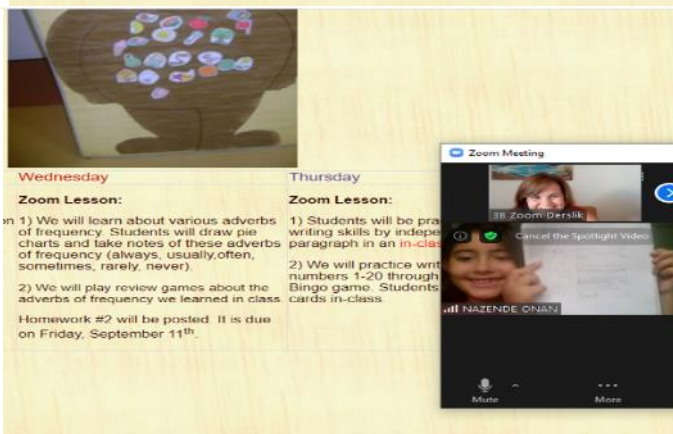 Wednesday
Zoom Lesson:
1) We will learn about various adverbs
of frequency. Students will draw pie
charts and take notes of these adverbs
of frequency (always, usually,often,
sometimes, rarely, never).
2) We will play review games about the
adverbs of frequency we learned in class.
Homework #2 will be posted. It is due
on Friday, September 11th.
Thursday
Zoom Lesson:
1) Students will be pra
writing skills by indepe
paragraph in an in-clas
2) We will practice writ
numbers 1-20 through
Bingo game. Students
cards in-class.
Zoom Meeting
3B Zoom Derslik
Cancel the Spotlight Video
NAZENDE ONAN
Mute
More